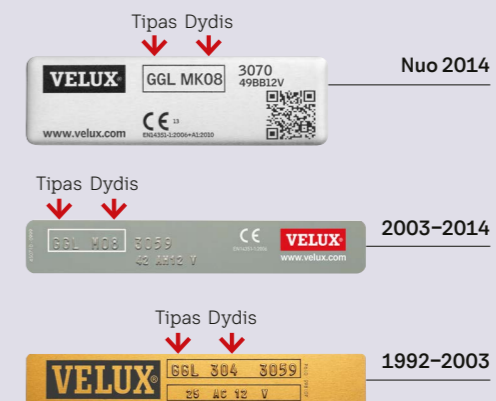 Tipas Dydis
VELUX® GGL MK08 3070
49BB12V
Nuo 2014
www.velux.com CE 13
EN14351-1:2006+A1:2010
Tipas Dydis
GGL M08 3059 CE VELUX®
42 AH12 V www.velux.com
2003–2014
Tipas Dydis
VELUX® GGL 304 3059
25 AC 12 V
1992–2003